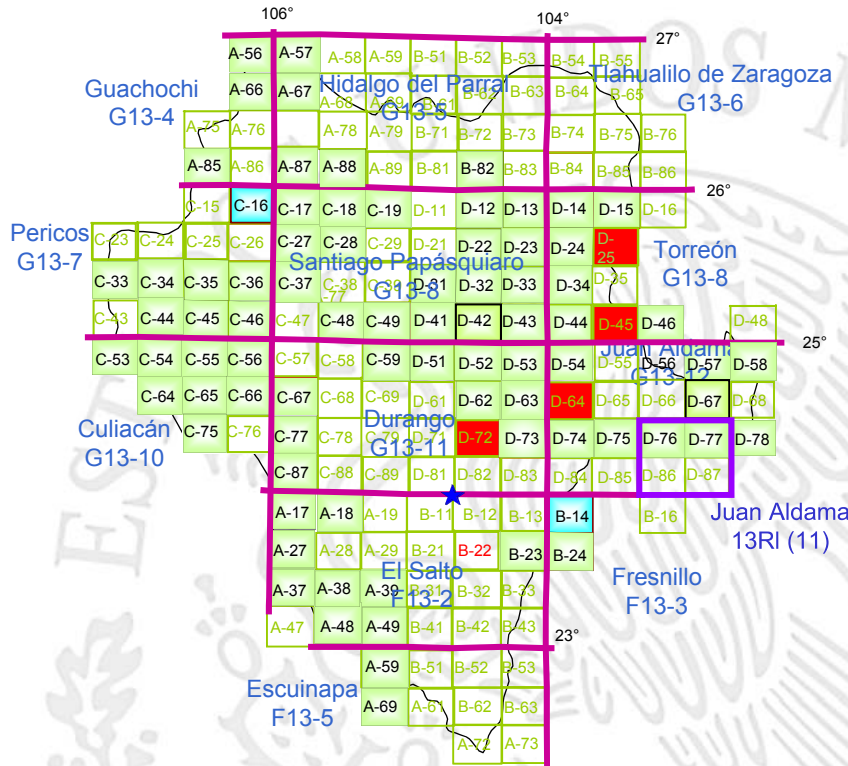 106° 104°
27°
A-56 A-57 A-58 A-59 B-51 B-52 B-53 B-54 B-55
Guachochi
G13-4
Hidalgo del Parral
G13-5
Tlahualilo de Zaragoza
G13-6
A-66 A-67 A-68 A-69 B-61 B-62 B-63 B-64 B-65
A-75 A-76 A-78 A-79 B-71 B-72 B-73 B-74 B-75 B-76
A-85 A-86 A-87 A-88 A-89 B-81 B-82 B-83 B-84 B-85 B-86
26°
C-15 C-16 C-17 C-18 C-19 D-11 D-12 D-13 D-14 D-15 D-16
Pericos
G13-7
C-23 C-24 C-25 C-26 C-27 C-28 C-29 D-21 D-22 D-23 D-24 D-25
Torreón
G13-8
Santiago Papásquiaro
G13-8
C-33 C-34 C-35 C-36 C-37 C-38 D-31 D-32 D-33 D-34 D-35
-77
C-43 C-44 C-45 C-46 C-47 C-48 C-49 D-41 D-42 D-43 D-44 D-45 D-46 D-48
25°
Juan Aldama
G13-12
C-53 C-54 C-55 C-56 C-57 C-58 C-59 D-51 D-52 D-53 D-54 D-55 D-56 D-57 D-58
C-64 C-65 C-66 C-67 C-68 C-69 D-61 D-62 D-63 D-64 D-65 D-66 D-67 D-68
Culiacán
G13-10
Durango
G13-11
C-75 C-76 C-77 C-78 C-79 D-71 D-72 D-73 D-74 D-75 D-76 D-77 D-78
C-87 C-88 C-89 D-81 D-82 D-83 D-84 D-85 D-86 D-87
A-17 A-18 A-19 B-11 B-12 B-13 B-14 B-16
Juan Aldama
13RI (11)
A-27 A-28 A-29 B-21 B-22 B-23 B-24
El Salto
F13-2
Fresnillo
F13-3
A-37 A-38 A-39 B-31 B-32 B-33
A-47 A-48 A-49 B-41 B-42 B-43
23°
A-59 B-51 B-52 B-53
Escuinapa
F13-5
A-69 A-61 B-62 B-63
A-72 A-73